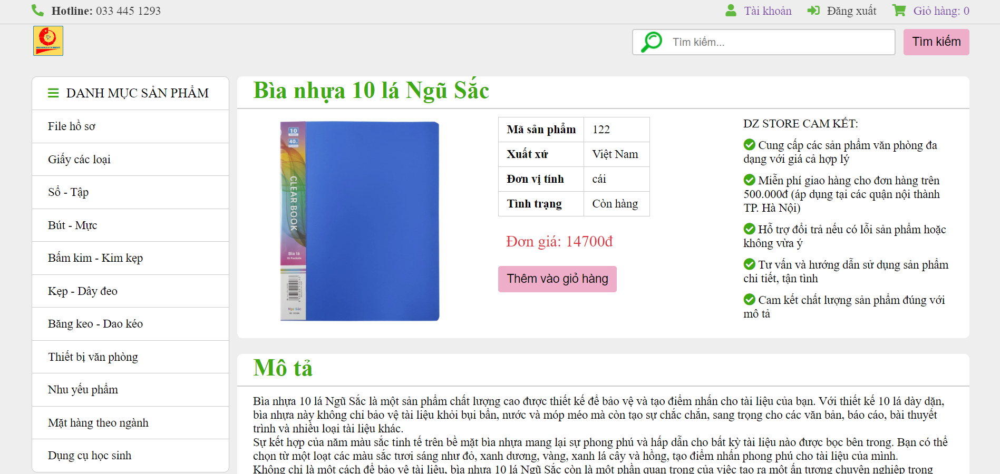 Hotline: 033 445 1293
Tài khoản
Đăng xuất
Giỏ hàng: 0
Tìm kiếm...
Tìm kiếm
DANH MỤC SẢN PHẨM
File hồ sơ
Giấy các loại
Sổ - Tập
Bút - Mực
Bấm kim - Kim kẹp
Kẹp - Dây đeo
Băng keo - Dao kéo
Thiết bị văn phòng
Nhu yếu phẩm
Mặt hàng theo ngành
Dụng cụ học sinh
Bìa nhựa 10 lá Ngũ Sắc
10
40
CLEAR BOOK
Bìa lá
10 Pockets
Ngũ Sắc
Mã sản phẩm 122
Xuất xứ Việt Nam
Đơn vị tính cái
Tình trạng Còn hàng
Đơn giá: 14700đ
Thêm vào giỏ hàng
DZ STORE CAM KẾT:
Cung cấp các sản phẩm văn phòng đa
dạng với giá cả hợp lý
Miễn phí giao hàng cho đơn hàng trên
500.000đ (áp dụng tại các quận nội thành
TP. Hà Nội)
Hỗ trợ đổi trả nếu có lỗi sản phẩm hoặc
không vừa ý
Tư vấn và hướng dẫn sử dụng sản phẩm
chi tiết, tận tình
Cam kết chất lượng sản phẩm đúng với
mô tả
Mô tả
Bìa nhựa 10 lá Ngũ Sắc là một sản phẩm chất lượng cao được thiết kế để bảo vệ và tạo điểm nhấn cho tài liệu của bạn. Với thiết kế 10 lá dày dặn,
bìa nhựa này không chỉ bảo vệ tài liệu khỏi bụi bẩn, nước và móp méo mà còn tạo sự chắc chắn, sang trọng cho các văn bản, báo cáo, bài thuyết
trình và nhiều loại tài liệu khác.
Sự kết hợp của năm màu sắc tinh tế trên bề mặt bìa nhựa mang lại sự phong phú và hấp dẫn cho bất kỳ tài liệu nào được bọc bên trong. Bạn có thể
chọn từ một loạt các màu sắc tươi sáng như đỏ, xanh dương, vàng, xanh lá cây và hồng, tạo điểm nhấn phong phú cho tài liệu của mình.
Không chỉ là một cách để bảo vệ tài liệu, bìa nhựa 10 lá Ngũ Sắc còn là một phần quan trọng của việc tạo ra một ấn tượng chuyên nghiệp trong